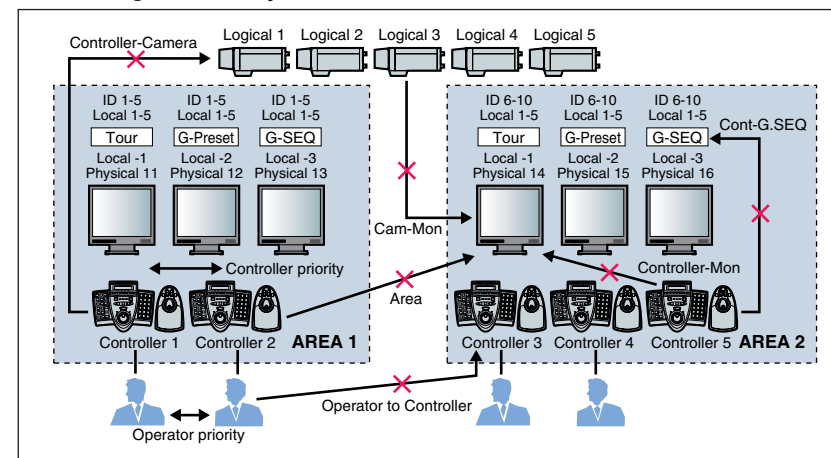 Logical 1 Logical 2 Logical 3 Logical 4 Logical 5
Controller-Camera
ID 1-5 ID 1-5 ID 1-5
Local 1-5 Local 1-5 Local 1-5
Tour G-Preset G-SEQ
Local -1 Local -2 Local -3
Physical 11 Physical 12 Physical 13
Controller priority
Controller 1 Controller 2 AREA 1
Operator priority
Cam-Mon
Area
Operator to Controller
ID 6-10 ID 6-10 ID 6-10
Local 1-5 Local 1-5 Local 1-5
Cont-G.SEQ
Tour G-Preset G-SEQ
Local -1 Local -2 Local -3
Physical 14 Physical 15 Physical 16
Controller-Mon
Controller 3 Controller 4 Controller 5 AREA 2